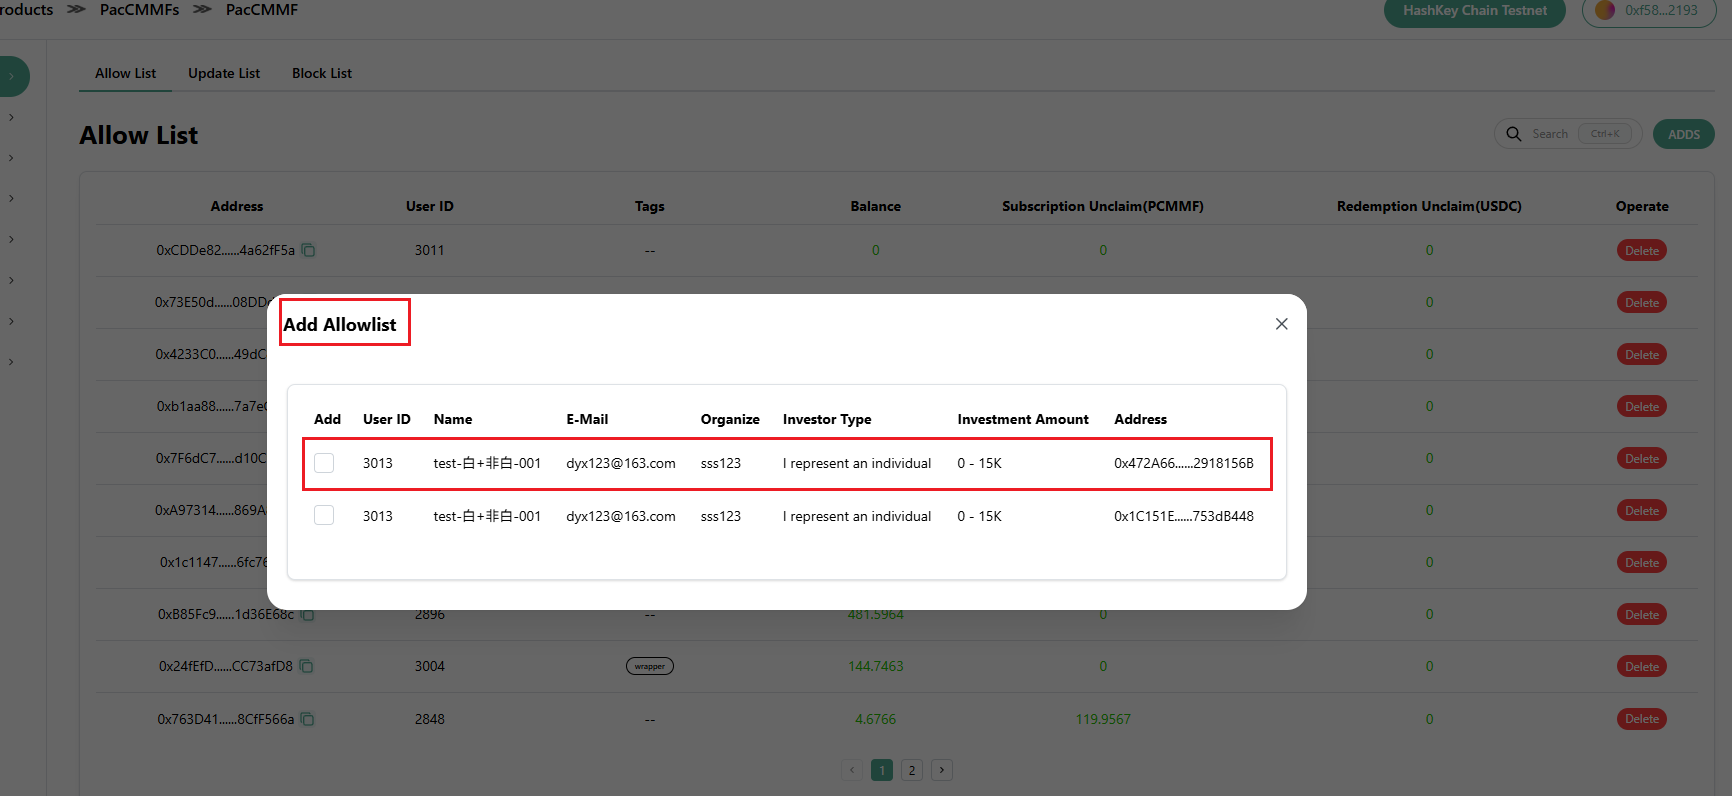 roducts >> PacCMMFs >> PacCMMF
HashKey Chain Testnet
0xf58...2193
Allow List Update List Block List
Allow List
Search Ctrl+K
ADDS
Address User ID Tags Balance Subscription Unclaim(PCMMF) Redemption Unclaim(USDC) Operate
0xCDDe82......4a62fF5a 3011 -- 0 0 0 Delete
0x73E50d......08DDd 0 Delete
0x4233C0......49dC 0 Delete
0xb1aa88......7a7e 0 Delete
0x7F6dC7......d10C 0 Delete
0xA97314......869A 0 Delete
0x1c1147......6fc76 0 Delete
0xB85Fc9......1d36E68c 2896 -- 481.5964 0 0 Delete
0x24fEfD......CC73afD8 3004 wrapper 144.7463 0 0 Delete
0x763D41......8CfF566a 2848 -- 4.6766 119.9567 0 Delete
1 2
Add Allowlist
Add User ID Name E-Mail Organize Investor Type Investment Amount Address
3013 test-白+非白-001 dyx123@163.com sss123 I represent an individual 0 - 15K 0x472A66......2918156B
3013 test-白+非白-001 dyx123@163.com sss123 I represent an individual 0 - 15K 0x1C151E......753dB448